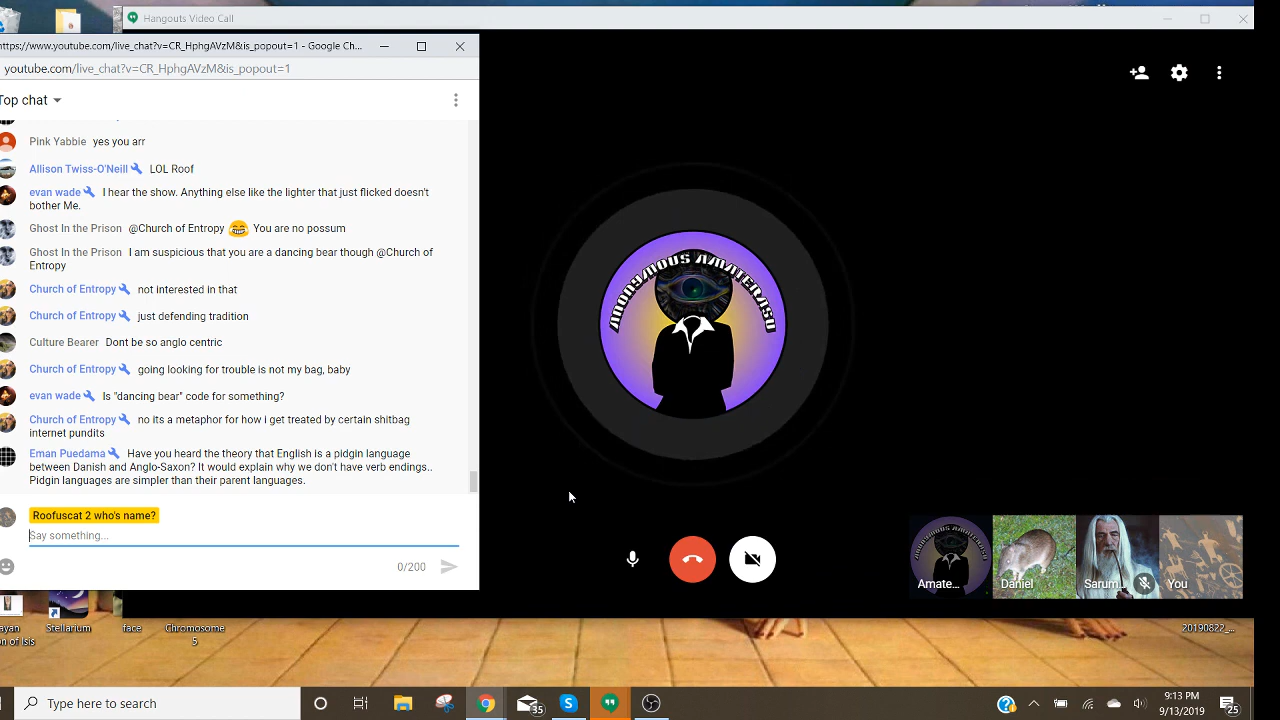 Hangouts Video Call
https://www.youtube.com/live_chat?v=CR_HphgAVzM&is_popout=1 - Google Ch...
youtube.com/live_chat?v=CR_HphgAVzM&is_popout=1
Top chat
Pink Yabbie yes you arr
Allison Twiss-O'Neill LOL Roof
evan wade I hear the show. Anything else like the lighter that just flicked doesn't
bother Me.
Ghost In the Prison @Church of Entropy 😂 You are no possum
Ghost In the Prison I am suspicious that you are a dancing bear though @Church of
Entropy
Church of Entropy not interested in that
Church of Entropy just defending tradition
Culture Bearer Dont be so anglo centric
Church of Entropy going looking for trouble is not my bag, baby
evan wade Is "dancing bear" code for something?
Church of Entropy no its a metaphor for how i get treated by certain shitbag
internet pundits
Eman Puedama Have you heard the theory that English is a pidgin language
between Danish and Anglo-Saxon? It would explain why we don't have verb endings..
Pidgin languages are simpler than their parent languages.
Roofuscat 2 who's name?
Say something...
0/200
ANONYMOUS AMATERASU
Amate...
Daniel
Sarum...
You
Stellarium
face
Chromosome
5
on of Isis
20190822_...
Type here to search
35
9:13 PM
9/13/2019
25